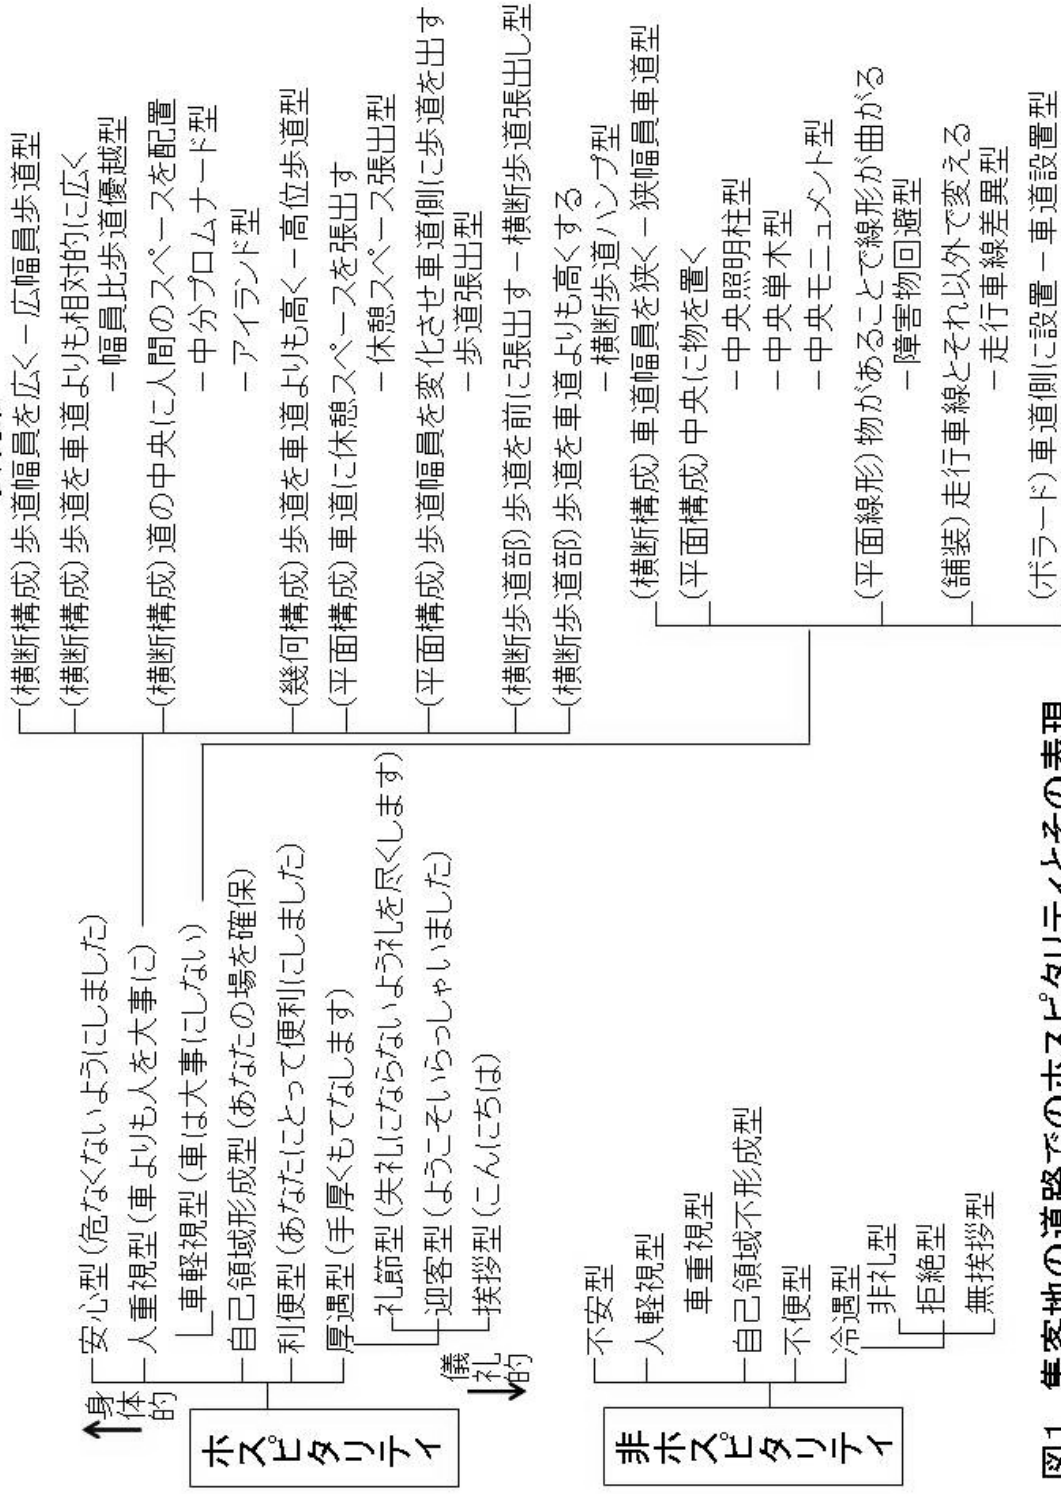 ホスピタリティ
身体的
儀礼的
安心型(危なくないようにしました)
人重視型(車よりも人を大事に)
車軽視型(車は大事にしない)
自己領域形成型(あなたの場を確保)
利便型(あなたにとって便利にしました)
厚遇型(手厚くもてなします)
礼節型(失礼にならないよう礼を尽くします)
迎客型(ようこそいらっしゃいました)
挨拶型(こんにちは)
非ホスピタリティ
不安型
人軽視型
車重視型
自己領域不形成型
不便型
冷遇型
非礼型
拒絶型
無挨拶型
(横断構成)歩道幅員を広く-広幅員歩道型
(横断構成)歩道を車道よりも相対的に広く
-幅員比歩道優越型
(横断構成)道の中央に人間のスペースを配置
-中分プロムナード型
-アイランド型
(幾何構成)歩道を車道よりも高く-高位歩道型
(平面構成)車道に休憩スペースを張出す
-休憩スペース張出型
(平面構成)歩道幅員を変化させ車道側に歩道を出す
-歩道張出型
(横断歩道部)歩道を前に張出す-横断歩道張出し型
(横断歩道部)歩道を車道よりも高くする
-横断歩道ハンプ型
(横断構成)車道幅員を狭く-狭幅員車道型
(平面構成)中央に物を置く
-中央照明柱型
-中央単木型
-中央モニュメント型
(平面線形)物があることで線形が曲がる
-障害物回避型
(舗装)走行車線とそれ以外で変える
-走行車線差異型
(ボラード)車道側に設置-車道設置型
図1 集客地の道路でのホスピタリティとその表現